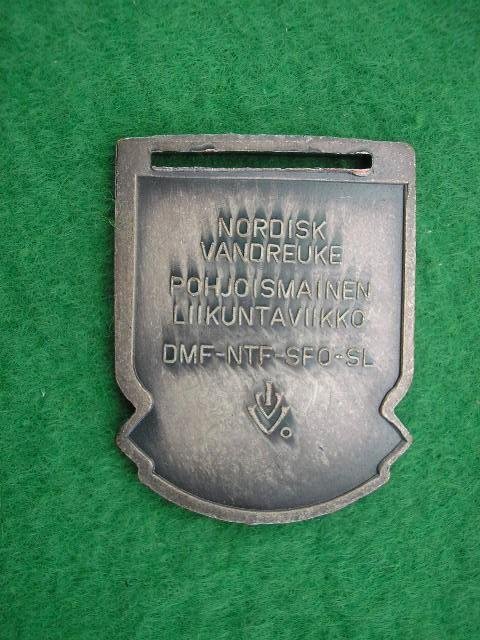 NORDISK
VANDREUKE
POHJOISMAINEN
LIIKUNTAVIIKKO
DMF-NTF-SFO-SL